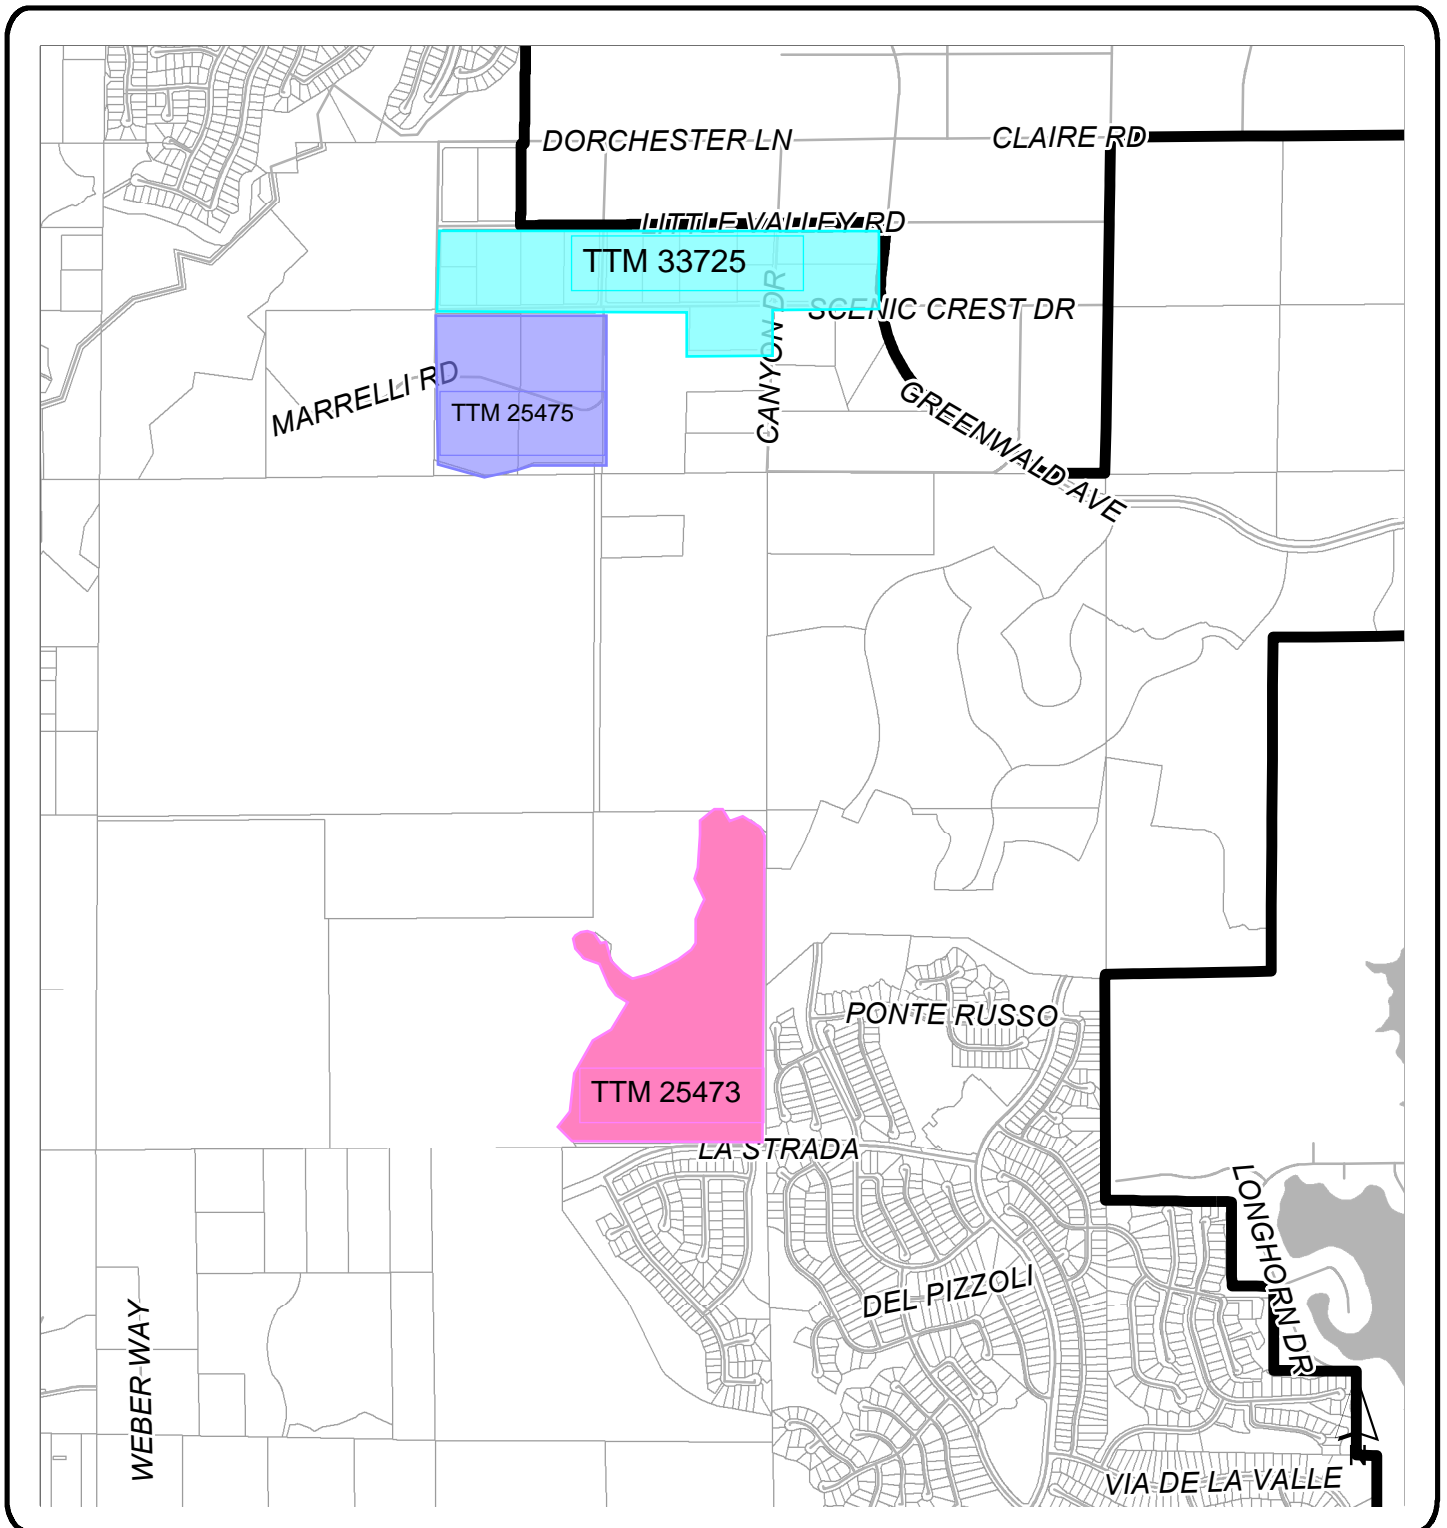 DORCHESTER LN
CLAIRE RD
LITTLE VALLEY RD
TTM 33725
SCENIC CREST DR
CANYON DR
MARRELLI RD
TTM 25475
GREENWALD AVE
PONTE RUSSO
TTM 25473
LA STRADA
LONGHORN DR
DEL PIZZOLI
WEBER WAY
VIA DE LA VALLE